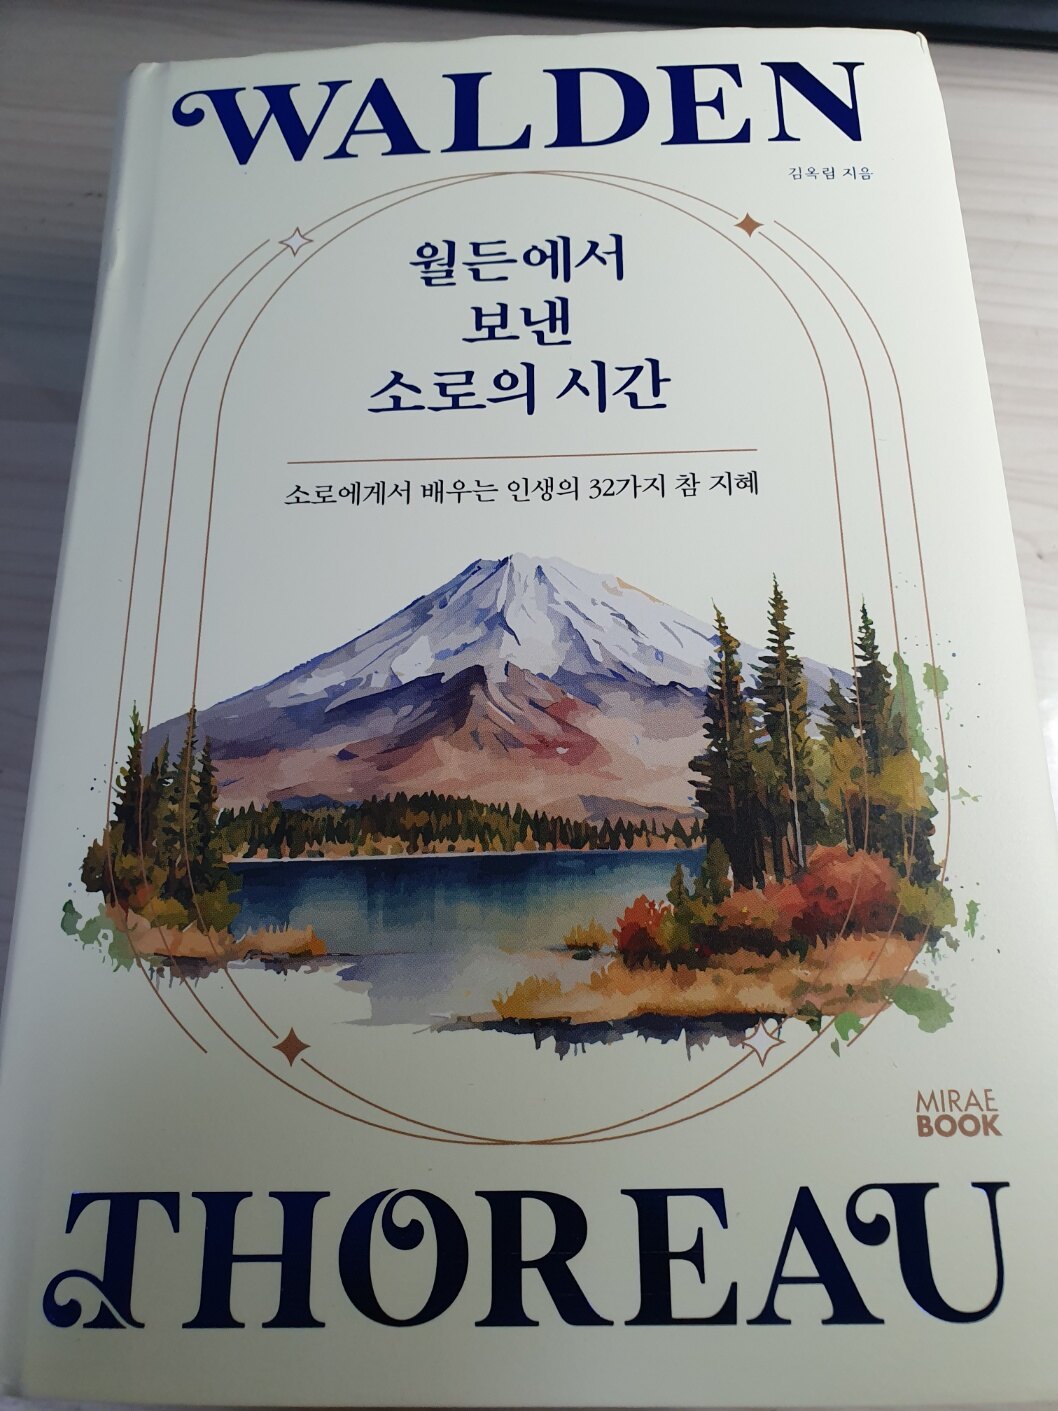 WALDEN
김옥림 지음
월든에서
보낸
소로의 시간
소로에게서 배우는 인생의 32가지 참 지혜
MIRAE
BOOK
THOREAU